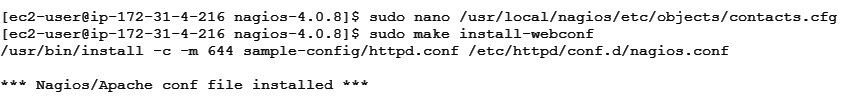 [ec2-user@ip-172-31-4-216 nagios-4.0.8]$ sudo nano /usr/local/nagios/etc/objects/contacts.cfg
[ec2-user@ip-172-31-4-216 nagios-4.0.8]$ sudo make install-webconf
/usr/bin/install -c -m 644 sample-config/httpd.conf /etc/httpd/conf.d/nagios.conf
*** Nagios/Apache conf file installed ***